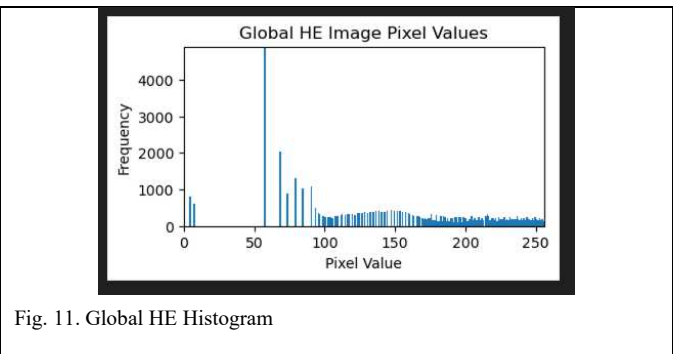 Global HE Image Pixel Values
4000
3000
2000
1000
0
Frequency
0 50 100 150 200 250
Pixel Value
Fig. 11. Global HE Histogram